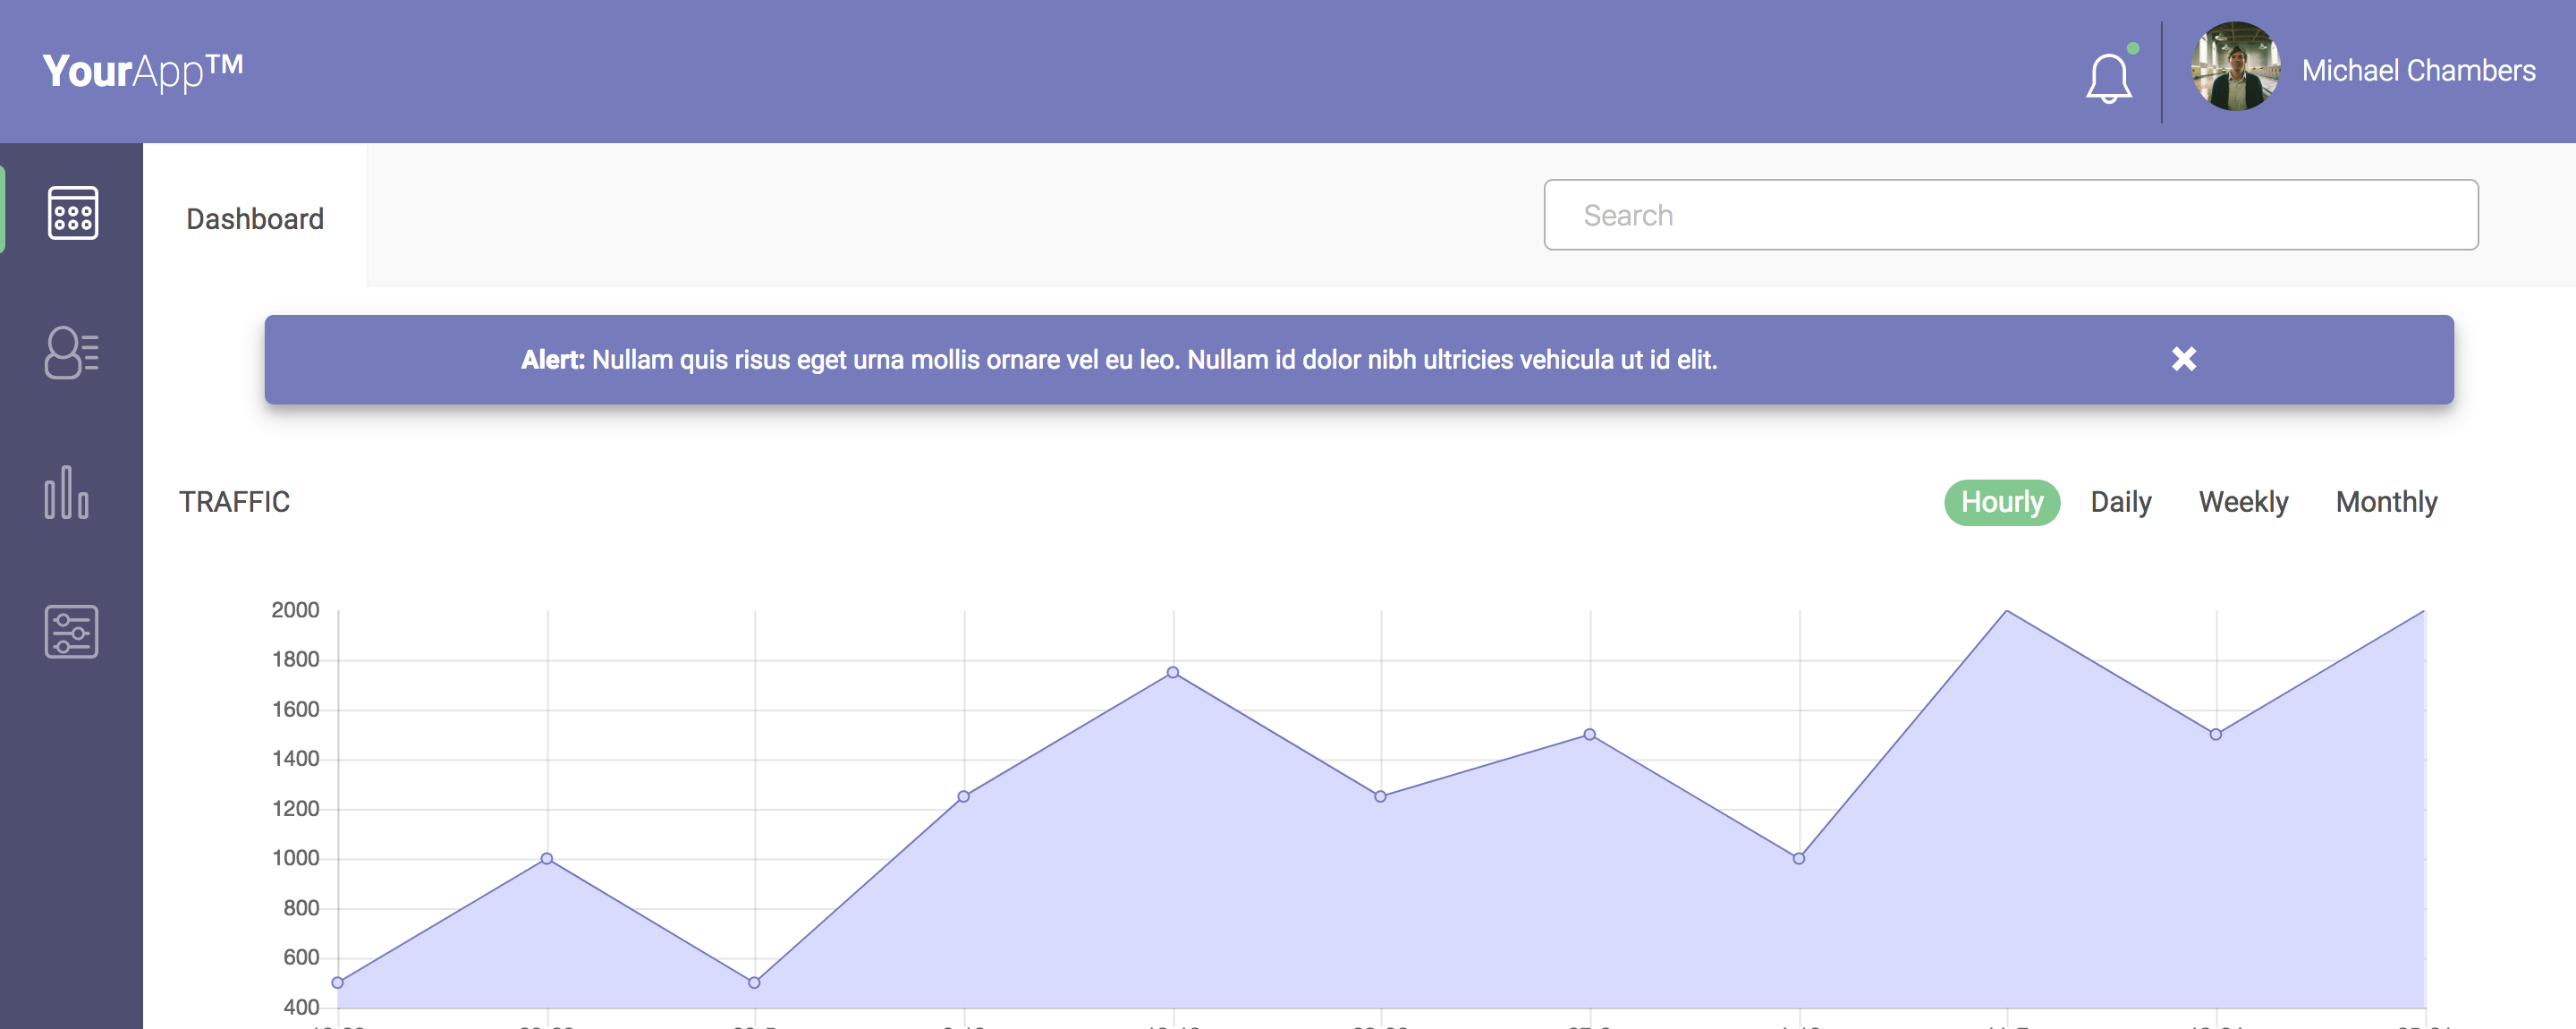 YourApp™
Michael Chambers
Dashboard
Search
Alert: Nullam quis risus eget urna mollis ornare vel eu leo. Nullam id dolor nibh ultricies vehicula ut id elit.
TRAFFIC
Hourly Daily Weekly Monthly
2000
1800
1600
1400
1200
1000
800
600
400